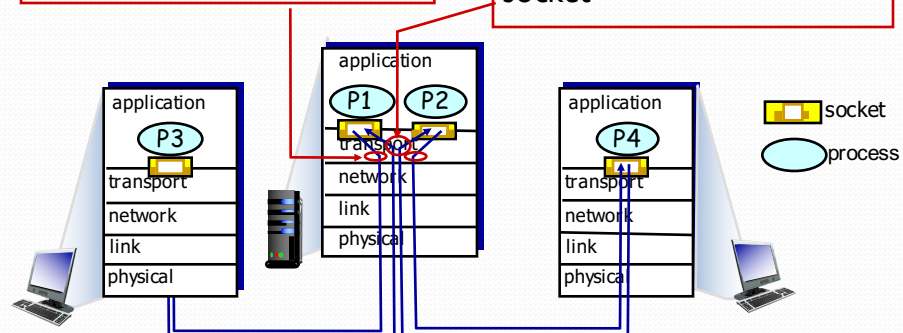 socket
application
P1 P2
transport
network
link
physical
application
P3
transport
network
link
physical
application
P4
transport
network
link
physical
socket
process